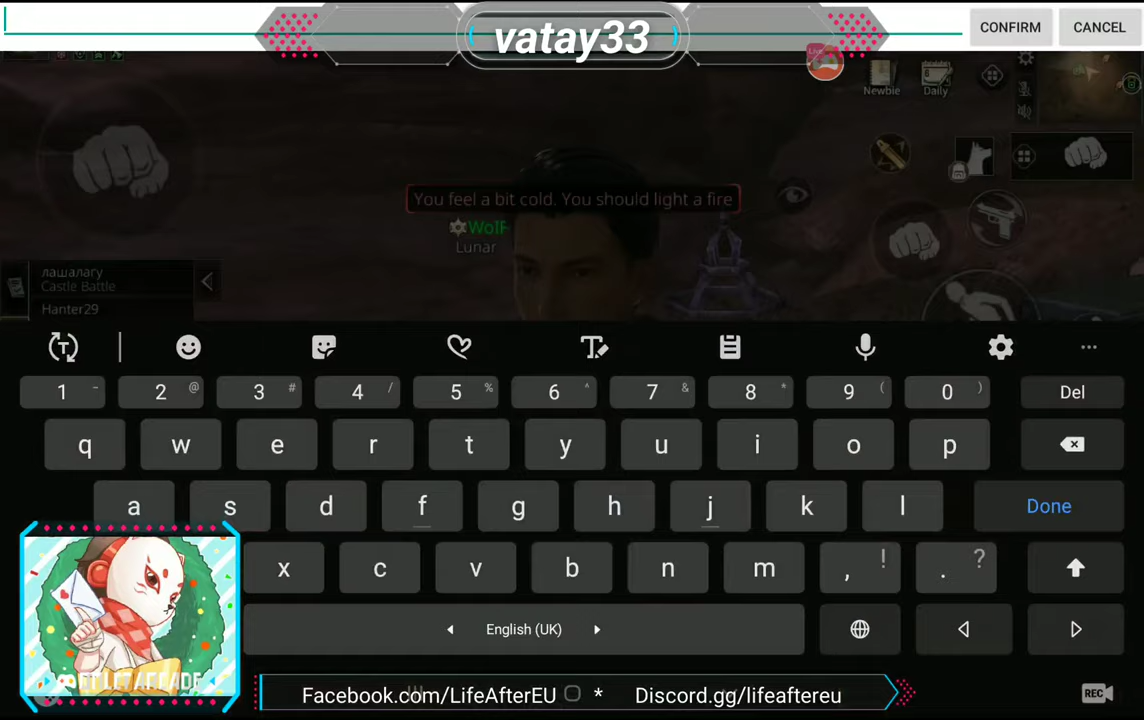 vatay33
CONFIRM CANCEL
Newbie Daily
You feel a bit cold. You should light a fire
Lunar
лашалагу
Castle Battle
Hanter29
1 - 2 @ 3 # 4 / 5 % 6 ^ 7 & 8 * 9 ( 0 ) Del
q w e r t y u i o p
a s d f g h j k l Done
x c v b n m , ! . ?
English (UK)
Facebook.com/LifeAfterEU * Discord.gg/lifeaftereu
REC